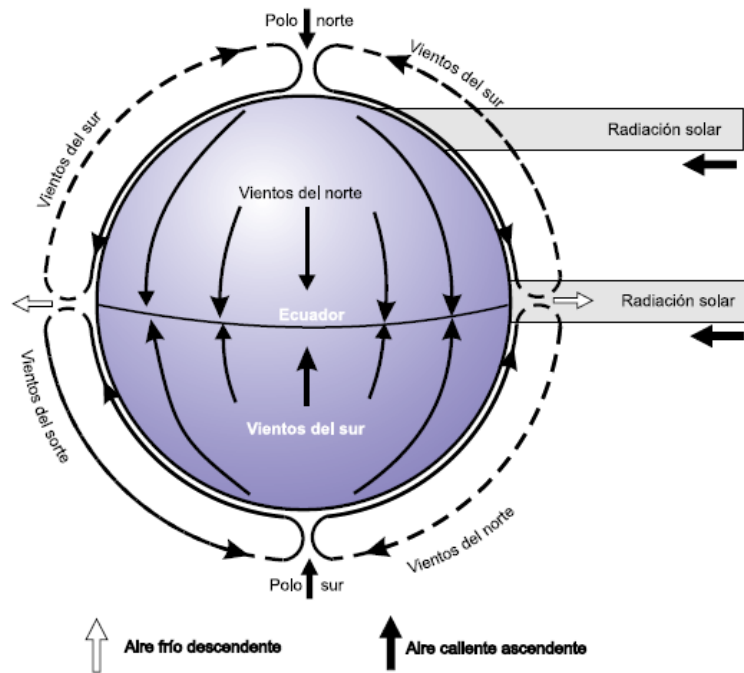 Polo norte
Vientos del sur
Vientos del sur
Radiación solar
Vientos del norte
Ecuador
Radiación solar
Vientos del sur
Vientos del sorte
Vientos del norte
Polo sur
Aire frío descendente
Aire caliente ascendente